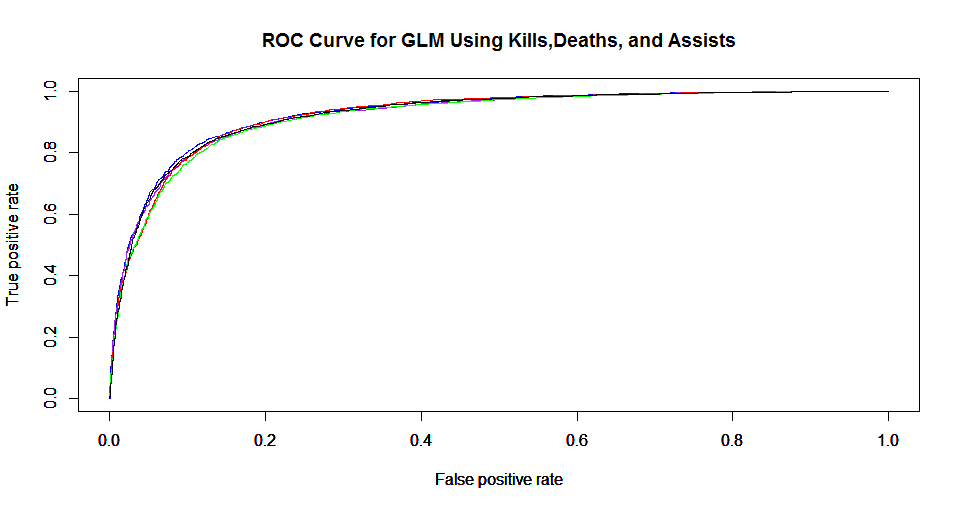 ROC Curve for GLM Using Kills,Deaths, and Assists
True positive rate
1.0
0.8
0.6
0.4
0.2
0.0
0.0 0.2 0.4 0.6 0.8 1.0
False positive rate